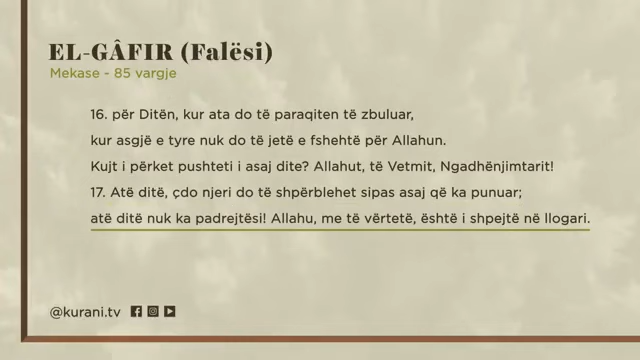 EL-GÂFIR (Falësi)
Mekase - 85 vargje
16. për Ditën, kur ata do të paraqiten të zbuluar,
kur asgjë e tyre nuk do të jetë e fshehtë për Allahun.
Kujt i përket pushteti i asaj dite? Allahut, të Vetmit, Ngadhënjimtarit!
17. Atë ditë, çdo njeri do të shpërblehet sipas asaj që ka punuar;
atë ditë nuk ka padrejtësi! Allahu, me të vërtetë, është i shpejtë në llogari.
@kurani.tv